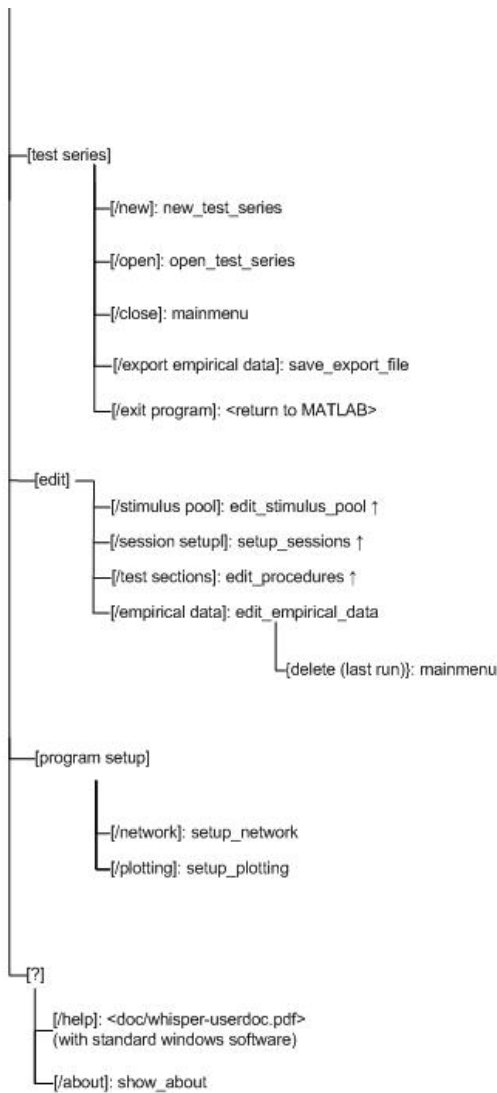 [test series]
[/new]: new_test_series
[/open]: open_test_series
[/close]: mainmenu
[/export empirical data]: save_export_file
[/exit program]: <return to MATLAB>
[edit]
[/stimulus pool]: edit_stimulus_pool ↑
[/session setupl]: setup_sessions ↑
[/test sections]: edit_procedures ↑
[/empirical data]: edit_empirical_data
{delete (last run)}: mainmenu
[program setup]
[/network]: setup_network
[/plotting]: setup_plotting
[?]
[/help]: <doc/whisper-userdoc.pdf>
(with standard windows software)
[/about]: show_about